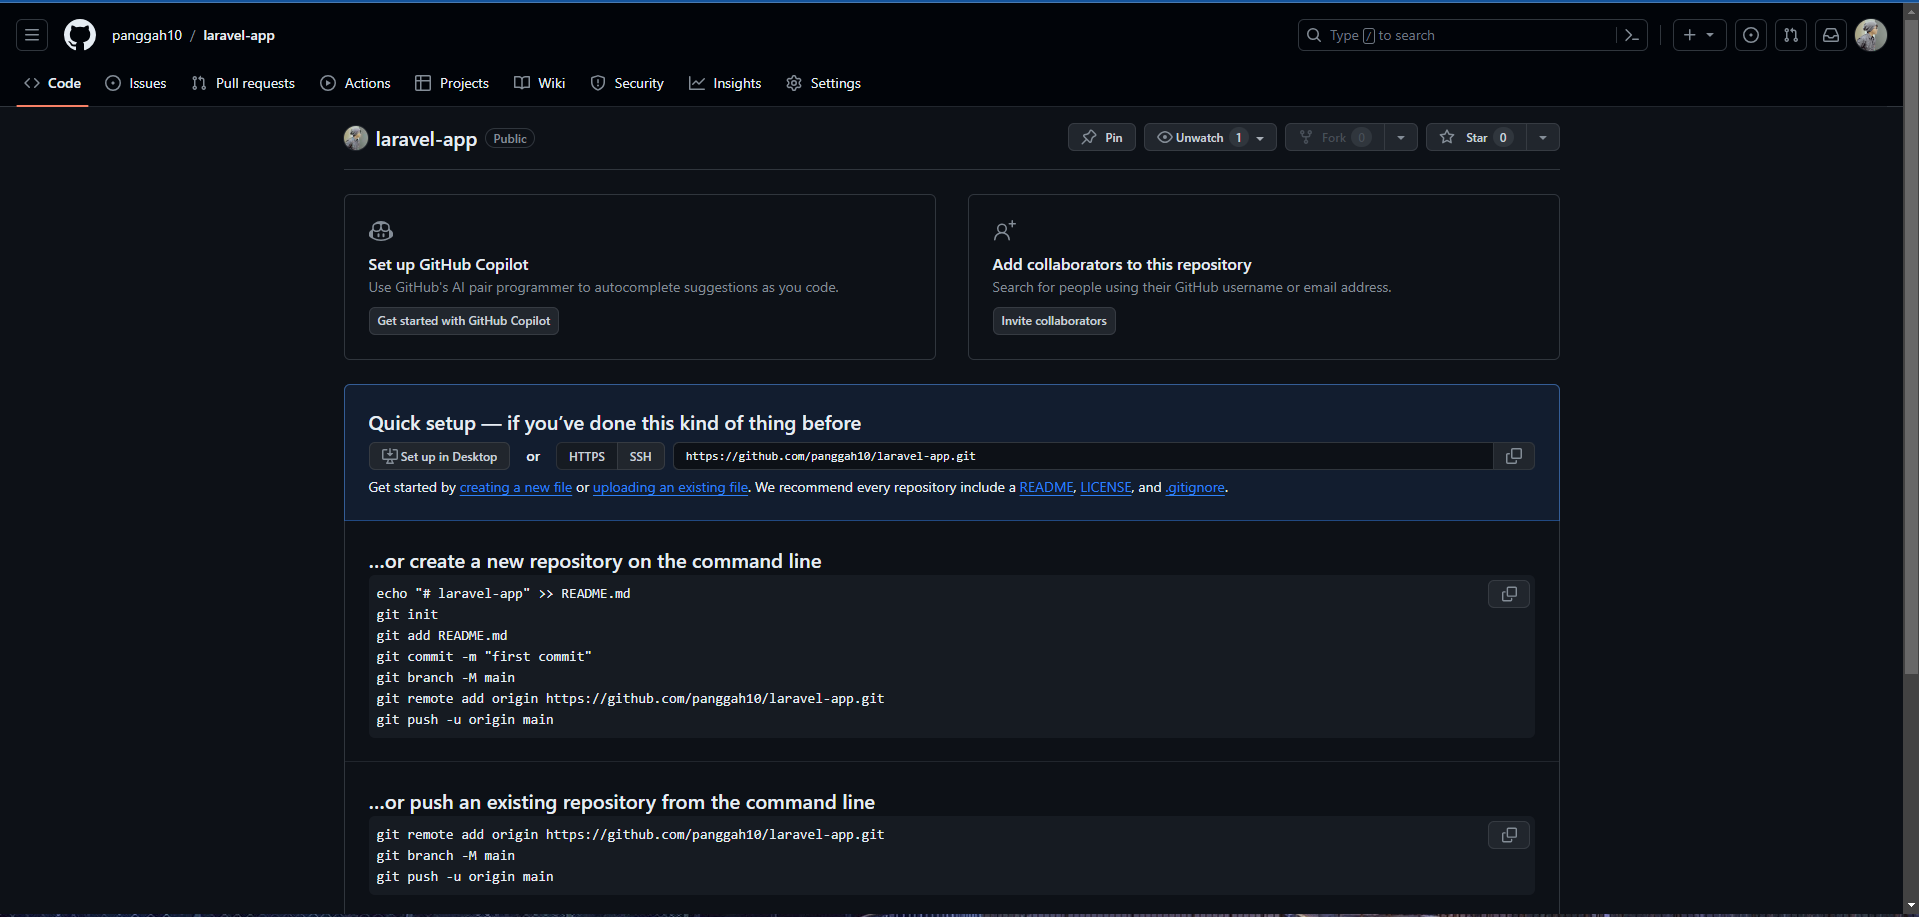 panggah10 / laravel-app
Type / to search
Code
Issues
Pull requests
Actions
Projects
Wiki
Security
Insights
Settings
laravel-app Public
Pin
Unwatch 1
Fork 0
Star 0
Set up GitHub Copilot
Use GitHub's AI pair programmer to autocomplete suggestions as you code.
Get started with GitHub Copilot
Add collaborators to this repository
Search for people using their GitHub username or email address.
Invite collaborators
Quick setup — if you’ve done this kind of thing before
Set up in Desktop or HTTPS SSH https://github.com/panggah10/laravel-app.git
Get started by creating a new file or uploading an existing file. We recommend every repository include a README, LICENSE, and .gitignore.
…or create a new repository on the command line
echo "# laravel-app" >> README.md
git init
git add README.md
git commit -m "first commit"
git branch -M main
git remote add origin https://github.com/panggah10/laravel-app.git
git push -u origin main
…or push an existing repository from the command line
git remote add origin https://github.com/panggah10/laravel-app.git
git branch -M main
git push -u origin main